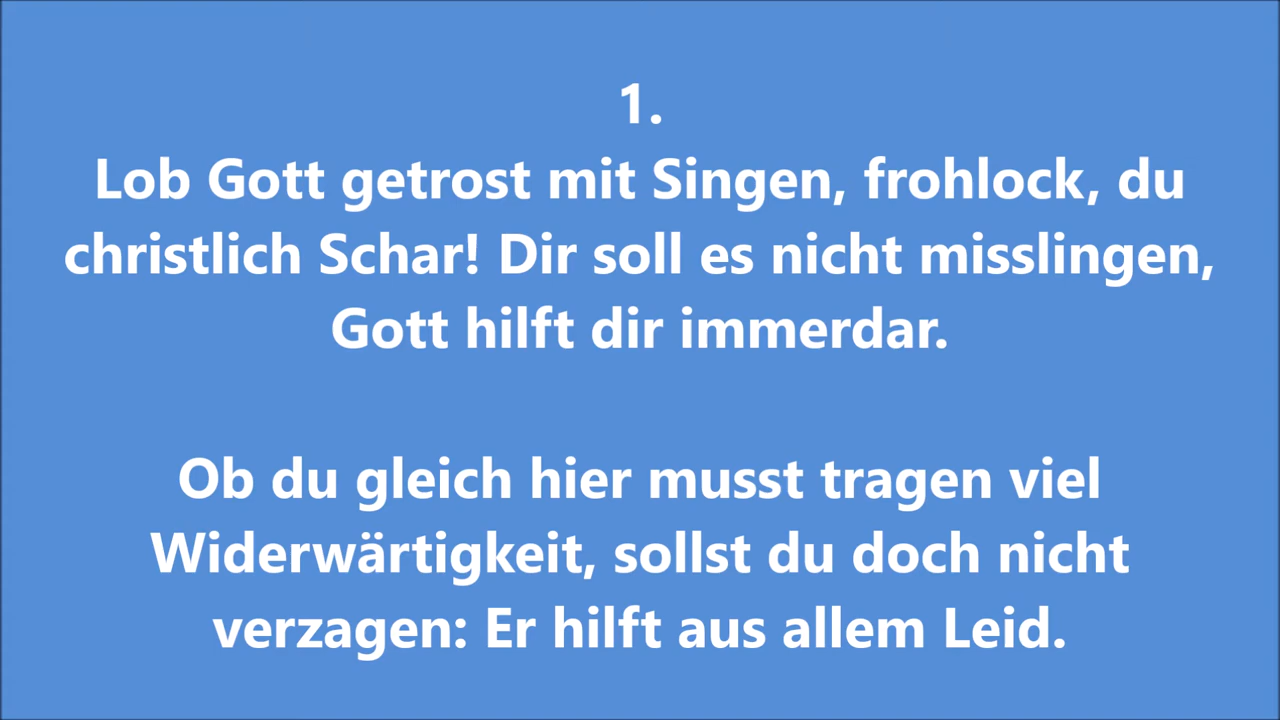 1.
Lob Gott getrost mit Singen, frohlock, du
christlich Schar! Dir soll es nicht misslingen,
Gott hilft dir immerdar.
Ob du gleich hier musst tragen viel
Widerwärtigkeit, sollst du doch nicht
verzagen: Er hilft aus allem Leid.